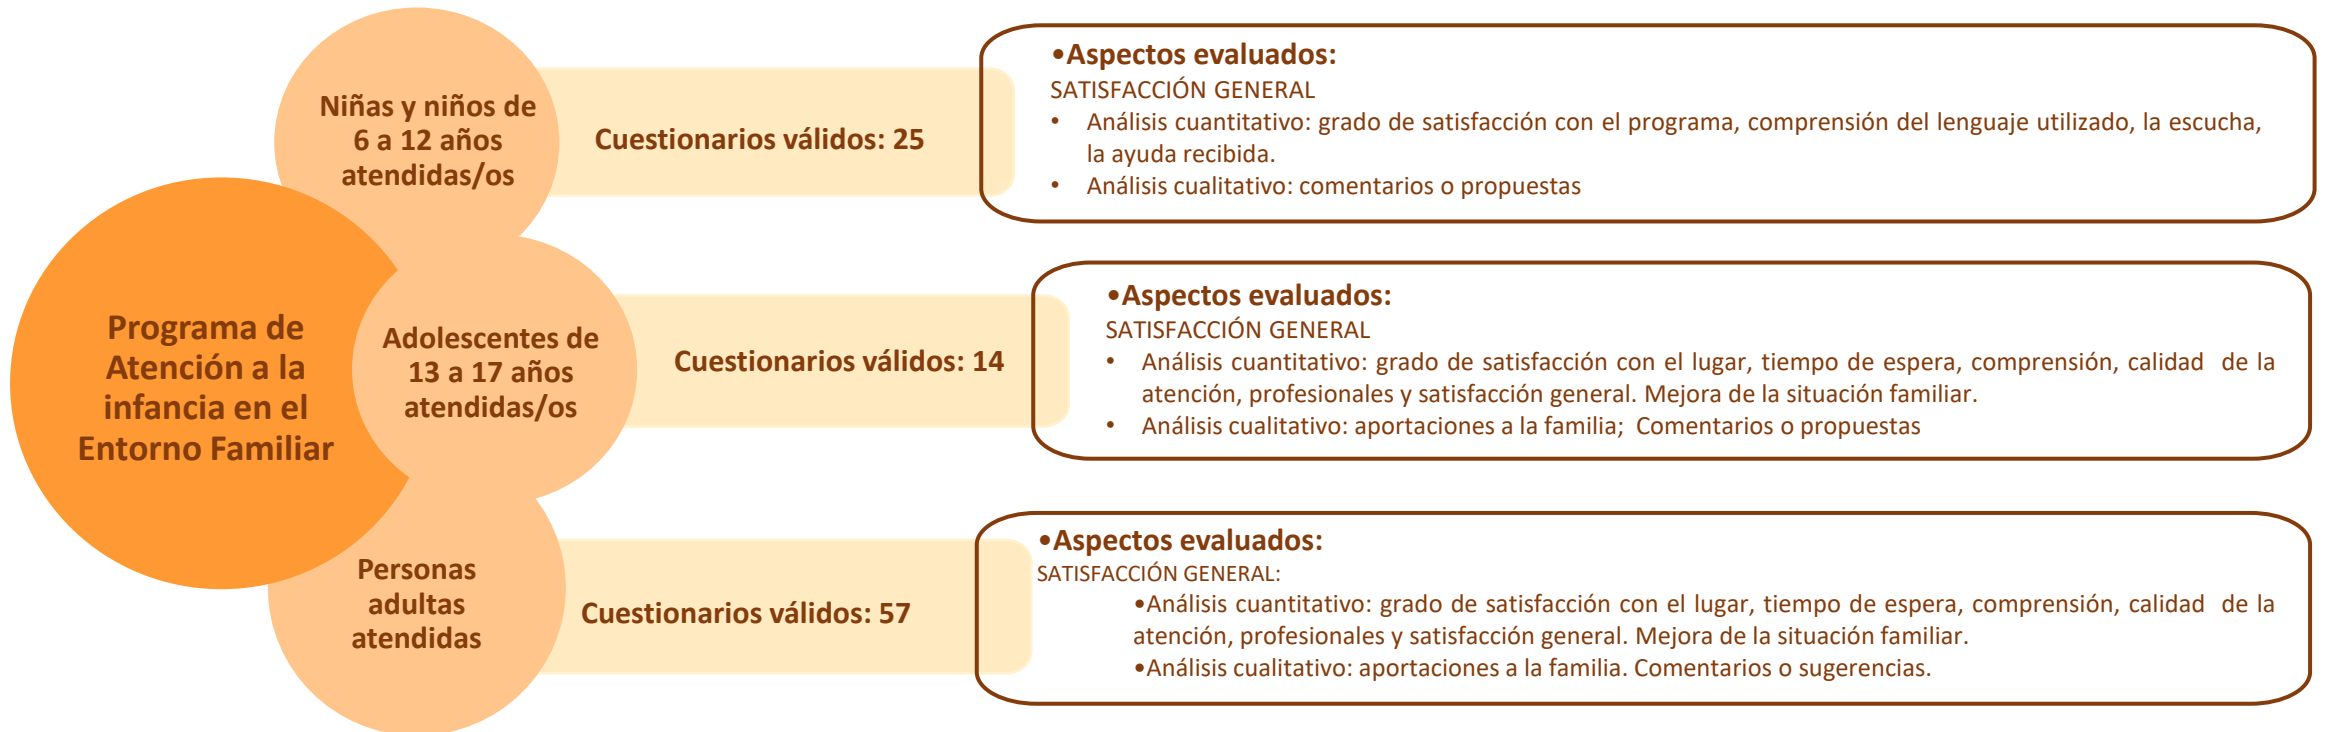 Programa de
Atención a la
infancia en el
Entorno Familiar
Niñas y niños de
6 a 12 años
atendidas/os
Cuestionarios válidos: 25
•Aspectos evaluados:
SATISFACCIÓN GENERAL
• Análisis cuantitativo: grado de satisfacción con el programa, comprensión del lenguaje utilizado, la escucha,
la ayuda recibida.
• Análisis cualitativo: comentarios o propuestas
Adolescentes de
13 a 17 años
atendidas/os
Cuestionarios válidos: 14
•Aspectos evaluados:
SATISFACCIÓN GENERAL
• Análisis cuantitativo: grado de satisfacción con el lugar, tiempo de espera, comprensión, calidad de la
atención, profesionales y satisfacción general. Mejora de la situación familiar.
• Análisis cualitativo: aportaciones a la familia; Comentarios o propuestas
Personas
adultas
atendidas
Cuestionarios válidos: 57
•Aspectos evaluados:
SATISFACCIÓN GENERAL:
•Análisis cuantitativo: grado de satisfacción con el lugar, tiempo de espera, comprensión, calidad de la
atención, profesionales y satisfacción general. Mejora de la situación familiar.
•Análisis cualitativo: aportaciones a la familia. Comentarios o sugerencias.